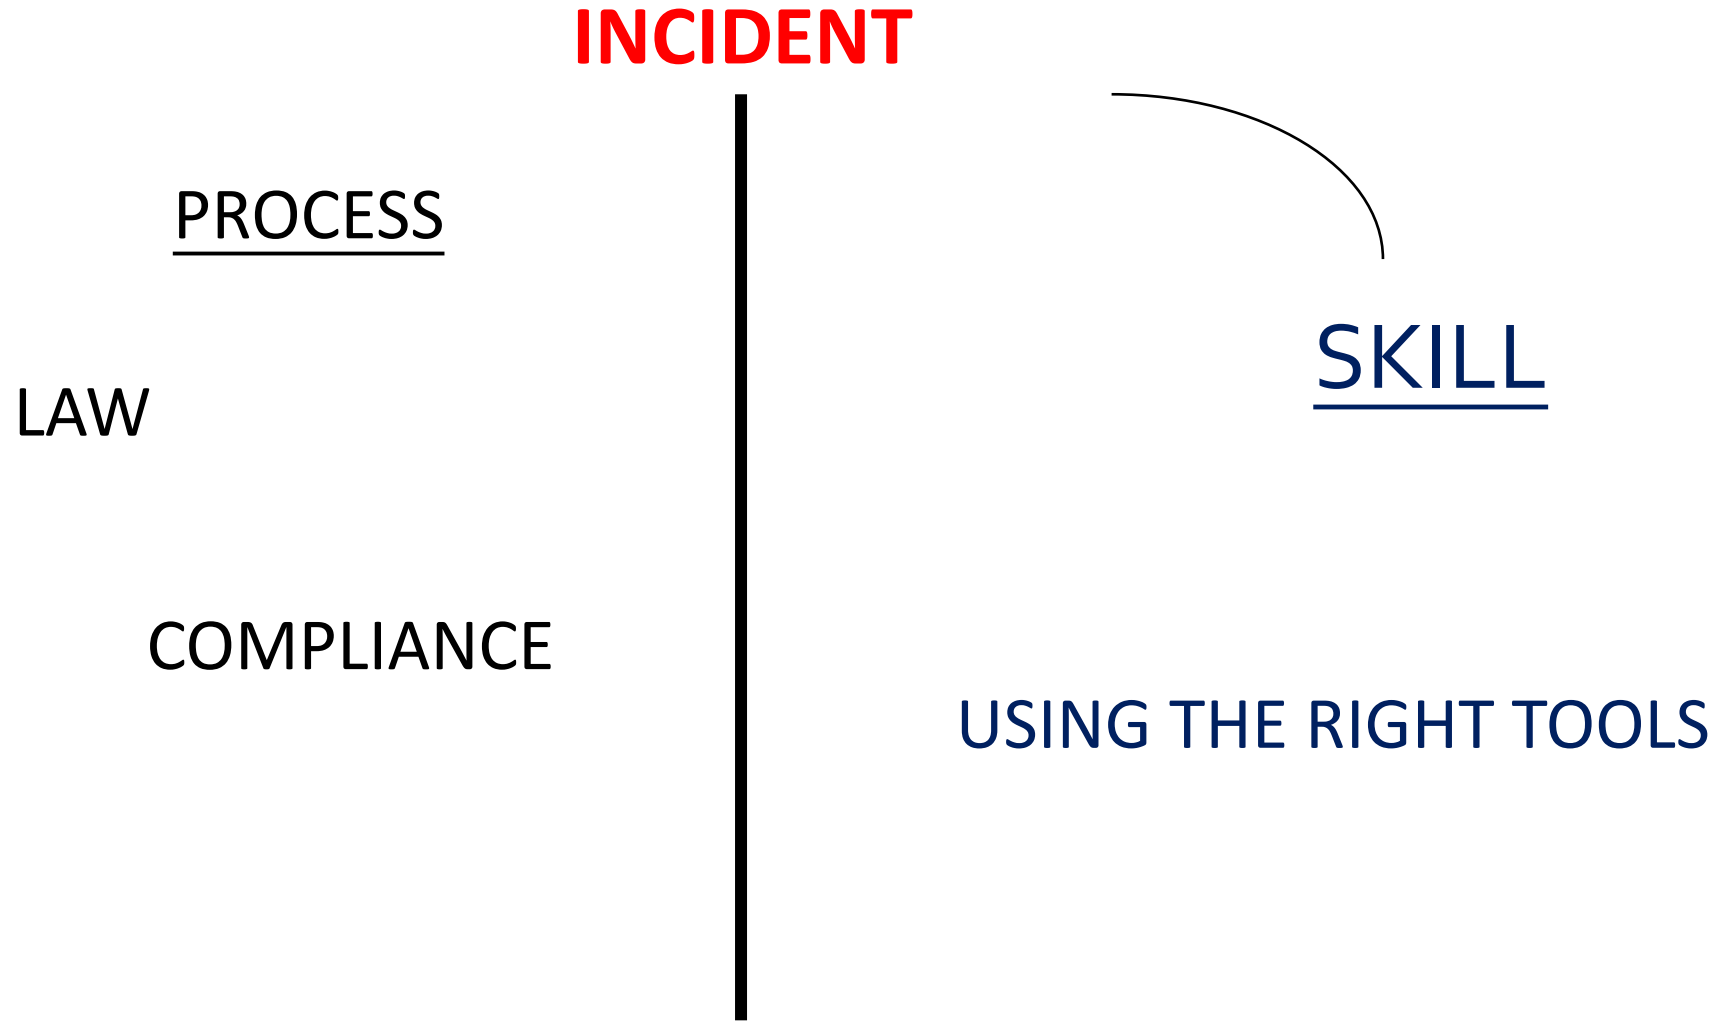 INCIDENT
PROCESS
LAW
COMPLIANCE
SKILL
USING THE RIGHT TOOLS